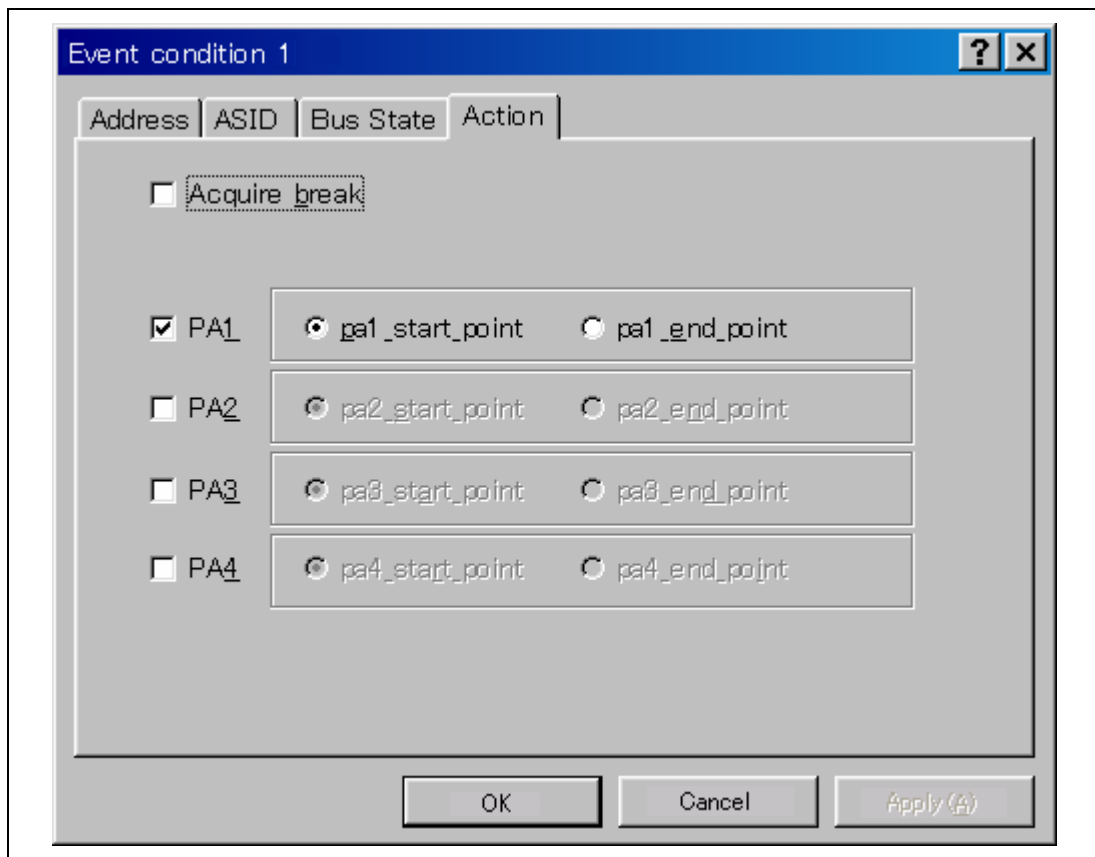 Event condition 1
Address ASID Bus State Action
Acquire break
PA1 pa1_start_point pa1_end_point
PA2 pa2_start_point pa2_end_point
PA3 pa3_start_point pa3_end_point
PA4 pa4_start_point pa4_end_point
OK Cancel Apply(A)